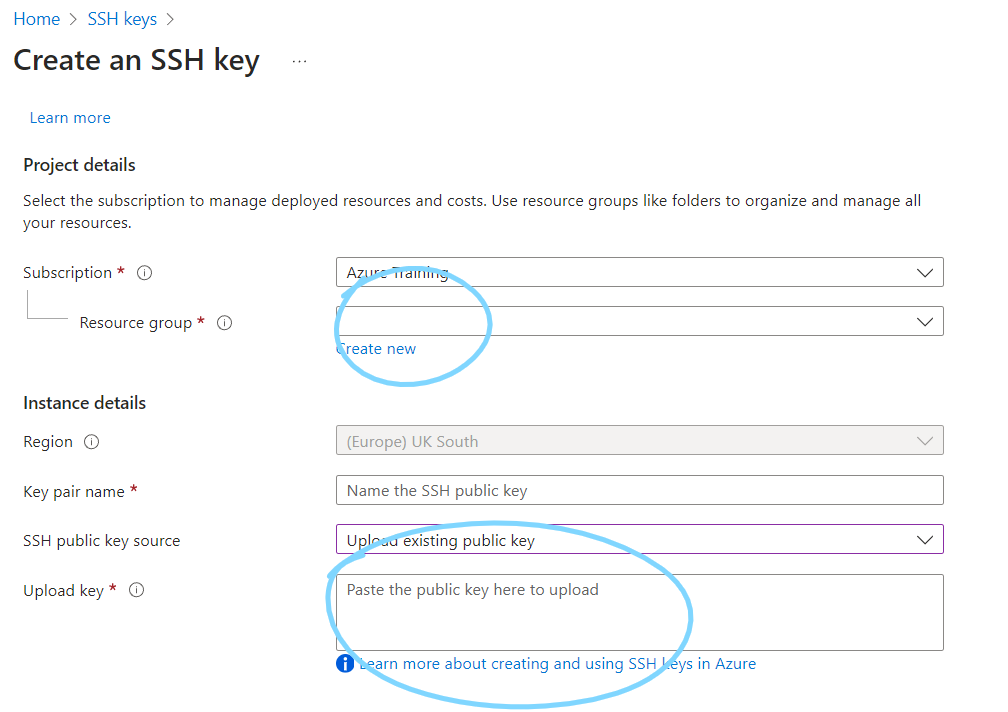 Home > SSH keys >
Create an SSH key ...
Learn more
Project details
Select the subscription to manage deployed resources and costs. Use resource groups like folders to organize and manage all
your resources.
Subscription *
Azure Training
Resource group *
Create new
Instance details
Region
(Europe) UK South
Key pair name *
Name the SSH public key
SSH public key source
Upload existing public key
Upload key *
Paste the public key here to upload
Learn more about creating and using SSH keys in Azure